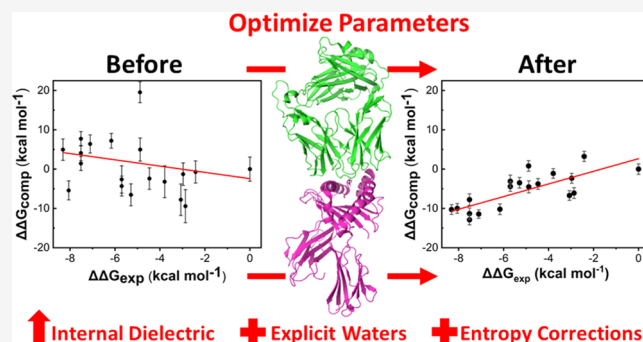 Optimize Parameters
Before
After
ΔΔGcomp (kcal mol-1)
20
10
0
-10
-20
-8
-6
-4
-2
0
ΔΔGexp (kcal mol-1)
ΔΔGcomp (kcal mol-1)
20
10
0
-10
-20
-8
-6
-4
-2
0
ΔΔGexp (kcal mol-1)
Internal Dielectric
+ Explicit Waters
+ Entropy Corrections